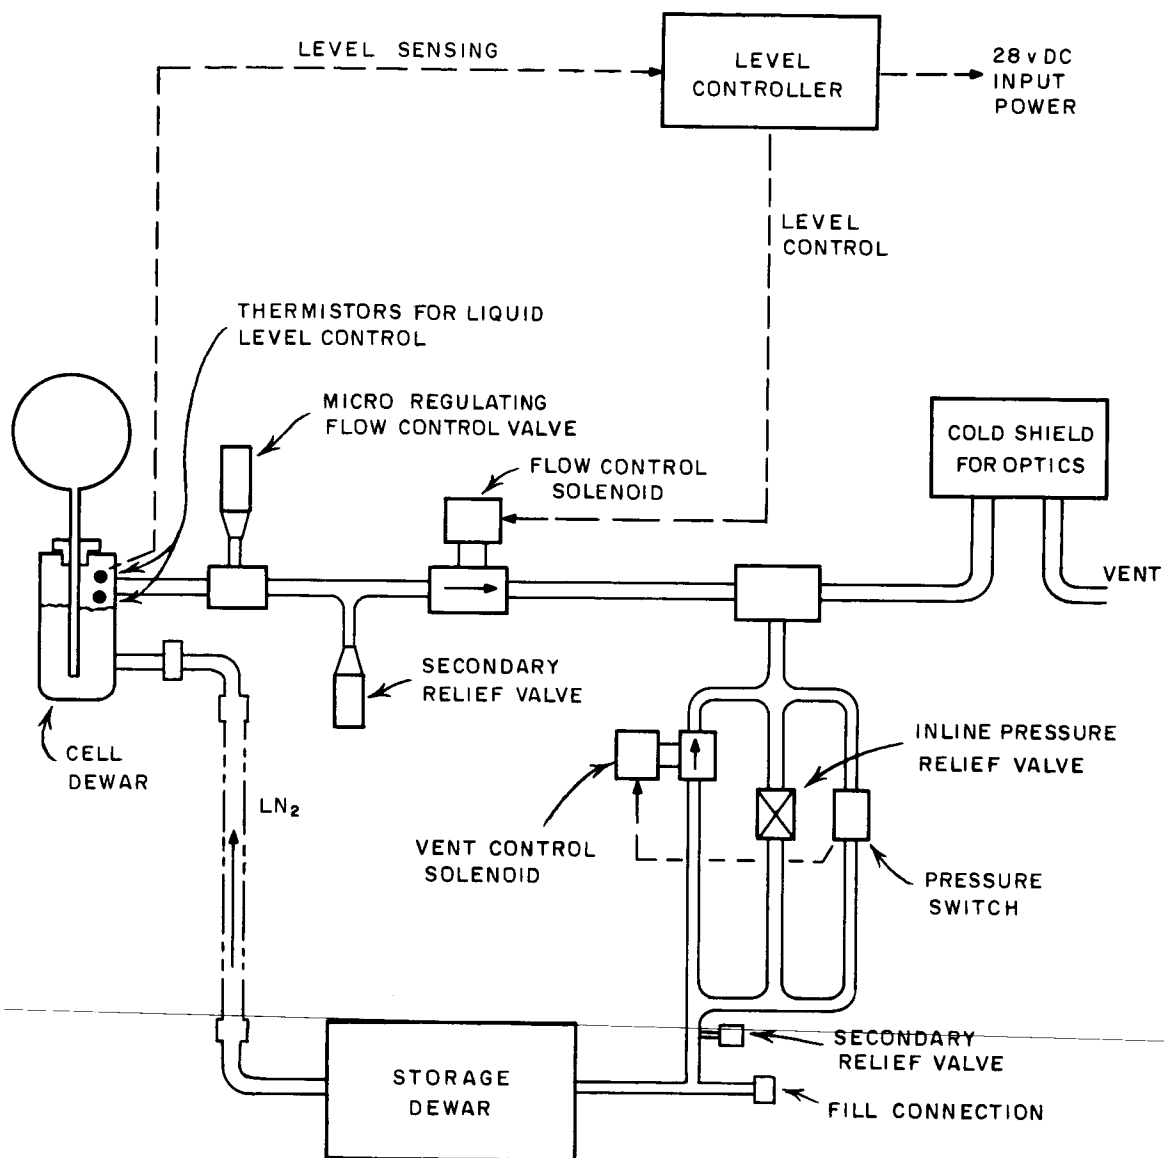 LEVEL SENSING
LEVEL
CONTROLLER
28 v DC
INPUT
POWER
LEVEL
CONTROL
THERMISTORS FOR LIQUID
LEVEL CONTROL
MICRO REGULATING
FLOW CONTROL VALVE
FLOW CONTROL
SOLENOID
COLD SHIELD
FOR OPTICS
VENT
SECONDARY
RELIEF VALVE
CELL
DEWAR
LN₂
INLINE PRESSURE
RELIEF VALVE
VENT CONTROL
SOLENOID
PRESSURE
SWITCH
SECONDARY
RELIEF VALVE
STORAGE
DEWAR
FILL CONNECTION